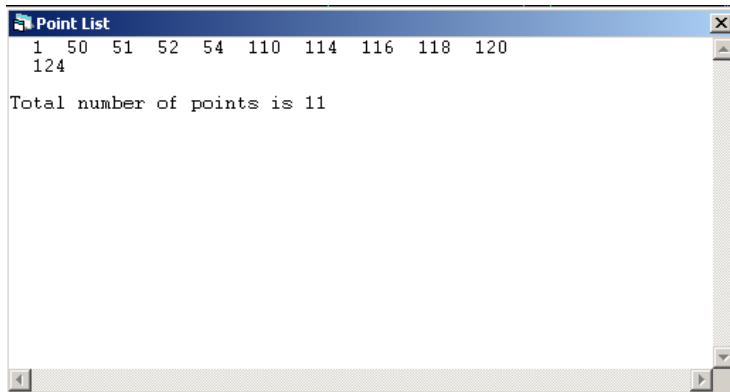 Point List
1 50 51 52 54 110 114 116 118 120
124
Total number of points is 11